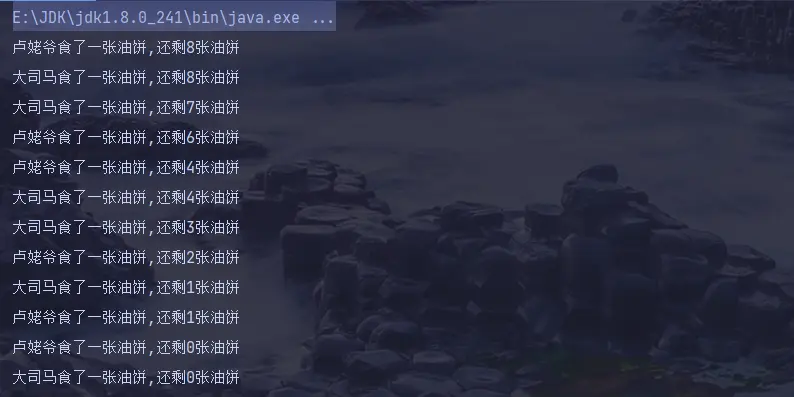 E:\JDK\jdk1.8.0_241\bin\java.exe ...
卢姥爷食了一张油饼,还剩8张油饼
大司马食了一张油饼,还剩8张油饼
大司马食了一张油饼,还剩7张油饼
卢姥爷食了一张油饼,还剩6张油饼
卢姥爷食了一张油饼,还剩4张油饼
大司马食了一张油饼,还剩4张油饼
大司马食了一张油饼,还剩3张油饼
卢姥爷食了一张油饼,还剩2张油饼
大司马食了一张油饼,还剩1张油饼
卢姥爷食了一张油饼,还剩1张油饼
卢姥爷食了一张油饼,还剩0张油饼
大司马食了一张油饼,还剩0张油饼